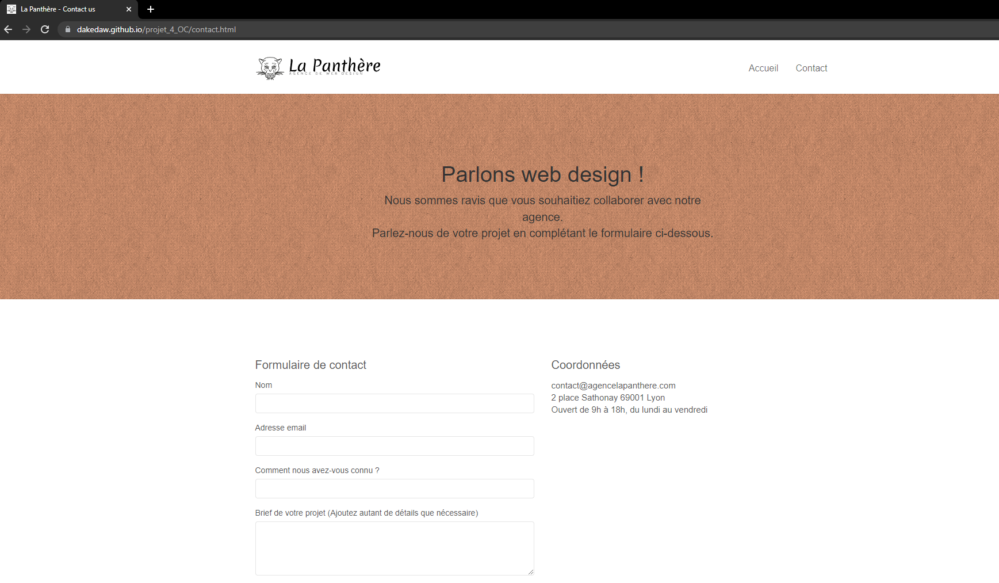 La Panthère - Contact us
dakedaw.github.io/projet_4_OC/contact.html
La Panthère
AGENCE DE WEB DESIGN
Accueil
Contact
Parlons web design !
Nous sommes ravis que vous souhaitiez collaborer avec notre
agence.
Parlez-nous de votre projet en complétant le formulaire ci-dessous.
Formulaire de contact
Nom
Adresse email
Comment nous avez-vous connu ?
Brief de votre projet (Ajoutez autant de détails que nécessaire)
Coordonnées
contact@agencelapanthere.com
2 place Sathonay 69001 Lyon
Ouvert de 9h à 18h, du lundi au vendredi